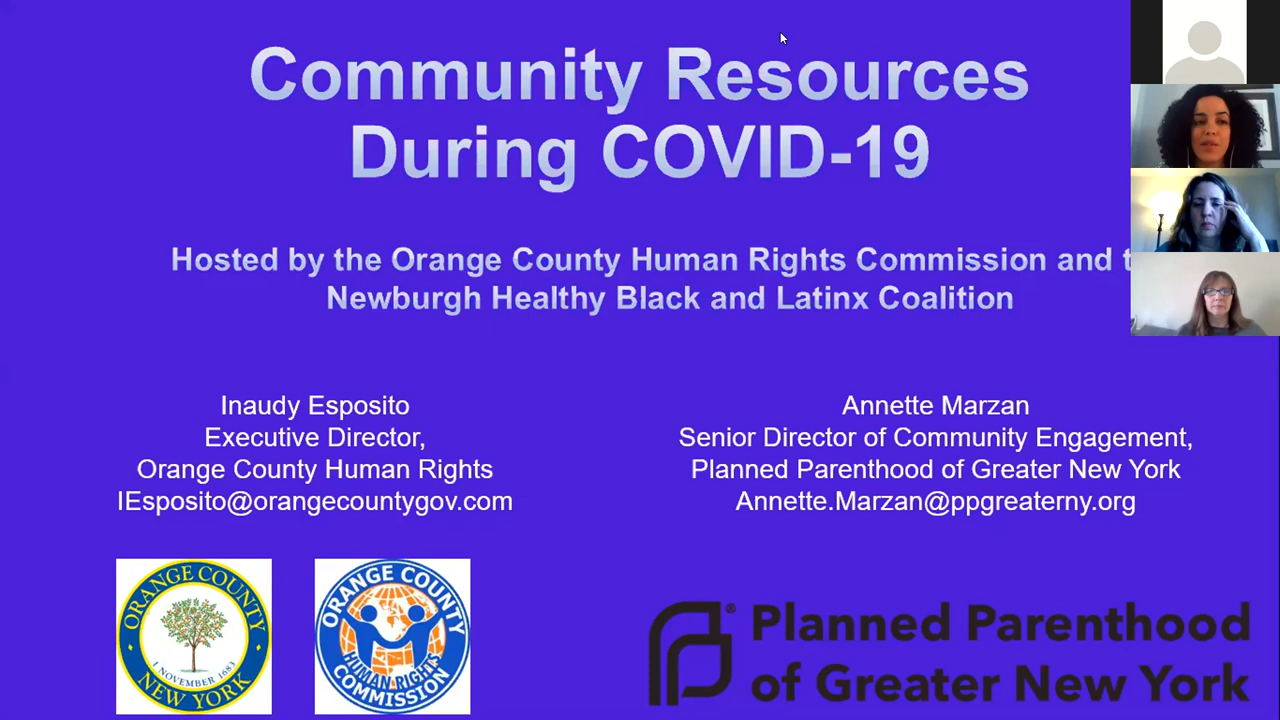 Community Resources
During COVID-19
Hosted by the Orange County Human Rights Commission and t
Newburgh Healthy Black and Latinx Coalition
Inaudy Esposito
Executive Director,
Orange County Human Rights
IEsposito@orangecountygov.com
Annette Marzan
Senior Director of Community Engagement,
Planned Parenthood of Greater New York
Annette.Marzan@ppgreaterny.org
ORANGE COUNTY
1 NOVEMBER 1683
NEW YORK
ORANGE COUNTY
HUMAN RIGHTS
COMMISSION
Planned Parenthood®
of Greater New York